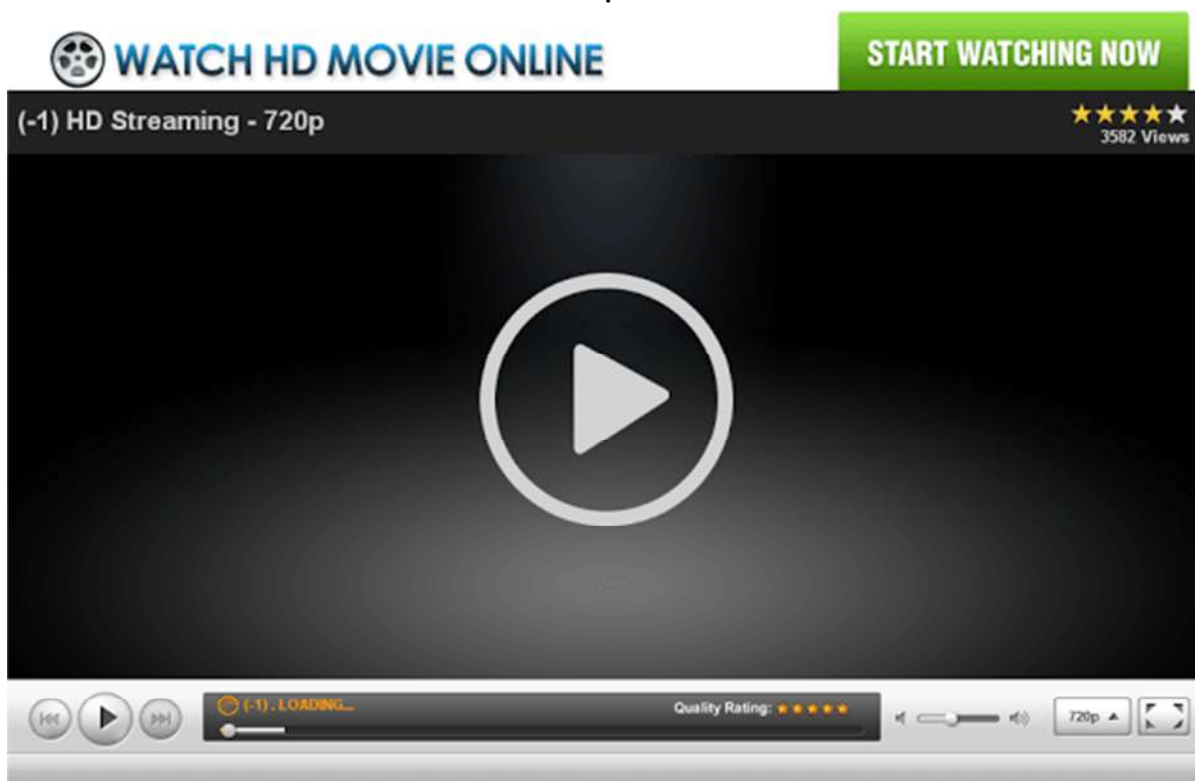 WATCH HD MOVIE ONLINE
START WATCHING NOW
(-1) HD Streaming - 720p
3582 Views
(-1) . LOADING...
Quality Rating:
720p